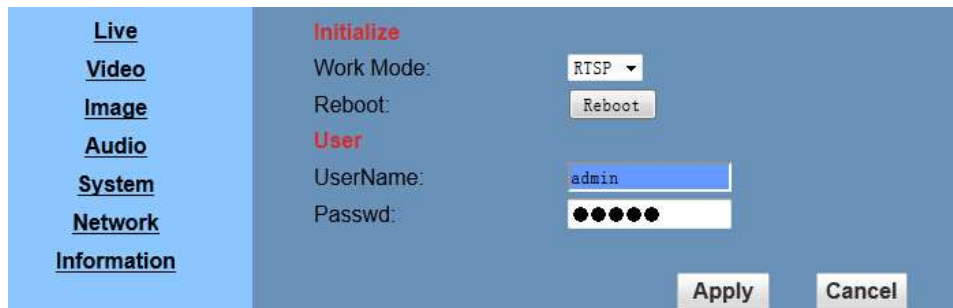 Live
Video
Image
Audio
System
Network
Information
Initialize
Work Mode: RTSP
Reboot: Reboot
User
UserName: admin
Passwd: ●●●●●
Apply Cancel